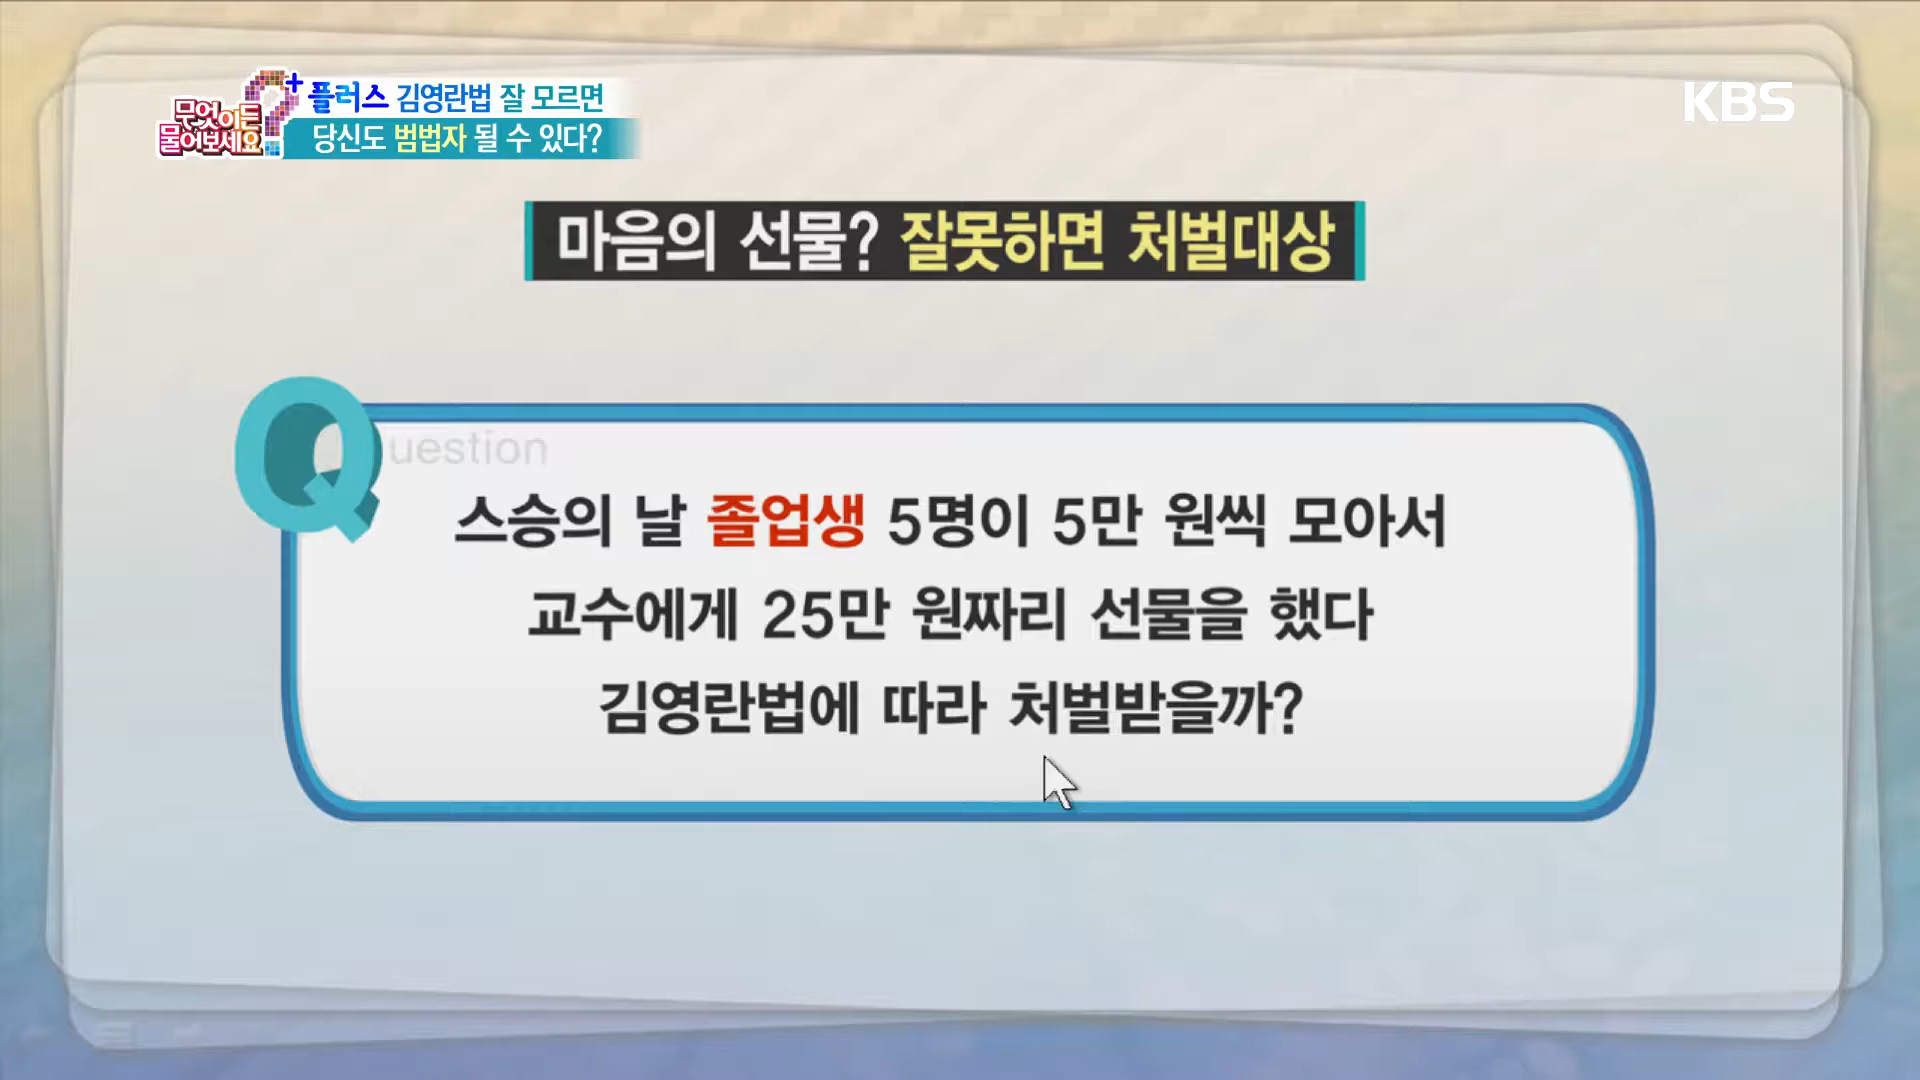 무엇이든 물어보세요
플러스 김영란법 잘 모르면
당신도 범법자 될 수 있다?
KBS
마음의 선물? 잘못하면 처벌대상
Question
스승의 날 졸업생 5명이 5만 원씩 모아서
교수에게 25만 원짜리 선물을 했다
김영란법에 따라 처벌받을까?